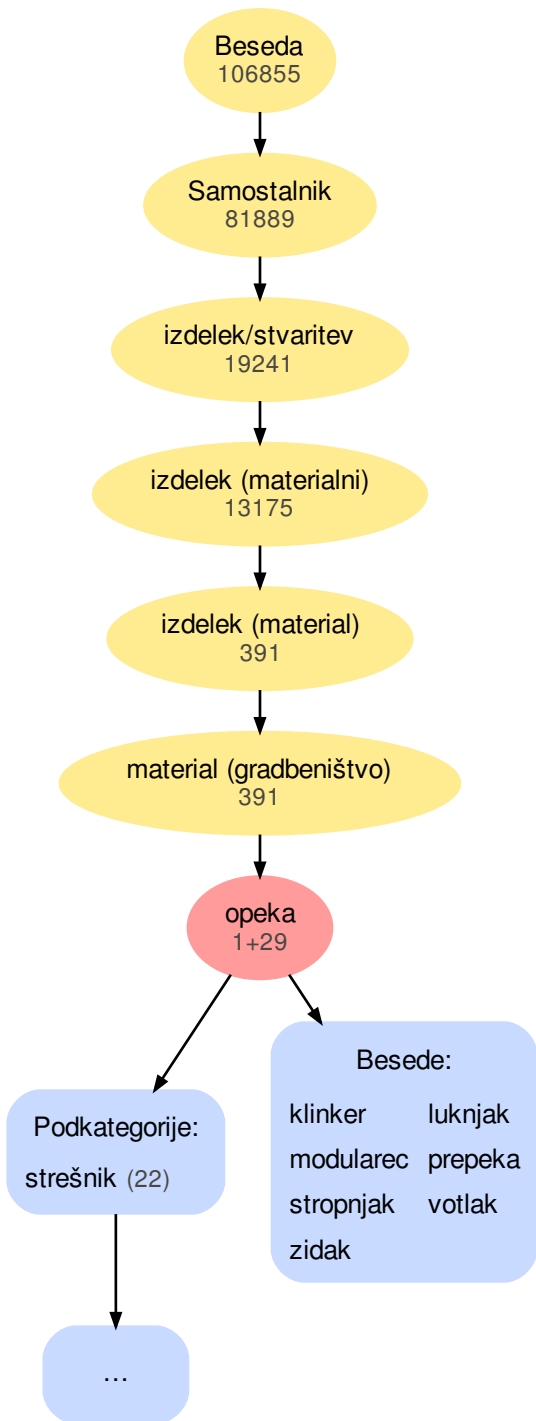 Beseda
106855
Samostalnik
81889
izdelek/stvaritev
19241
izdelek (materialni)
13175
izdelek (material)
391
material (gradbeništvo)
391
opeka
1+29
Podkategorije:
strešnik (22)
...
Besede:
klinker luknjak
modularec prepeka
stropnjak votlak
zidak